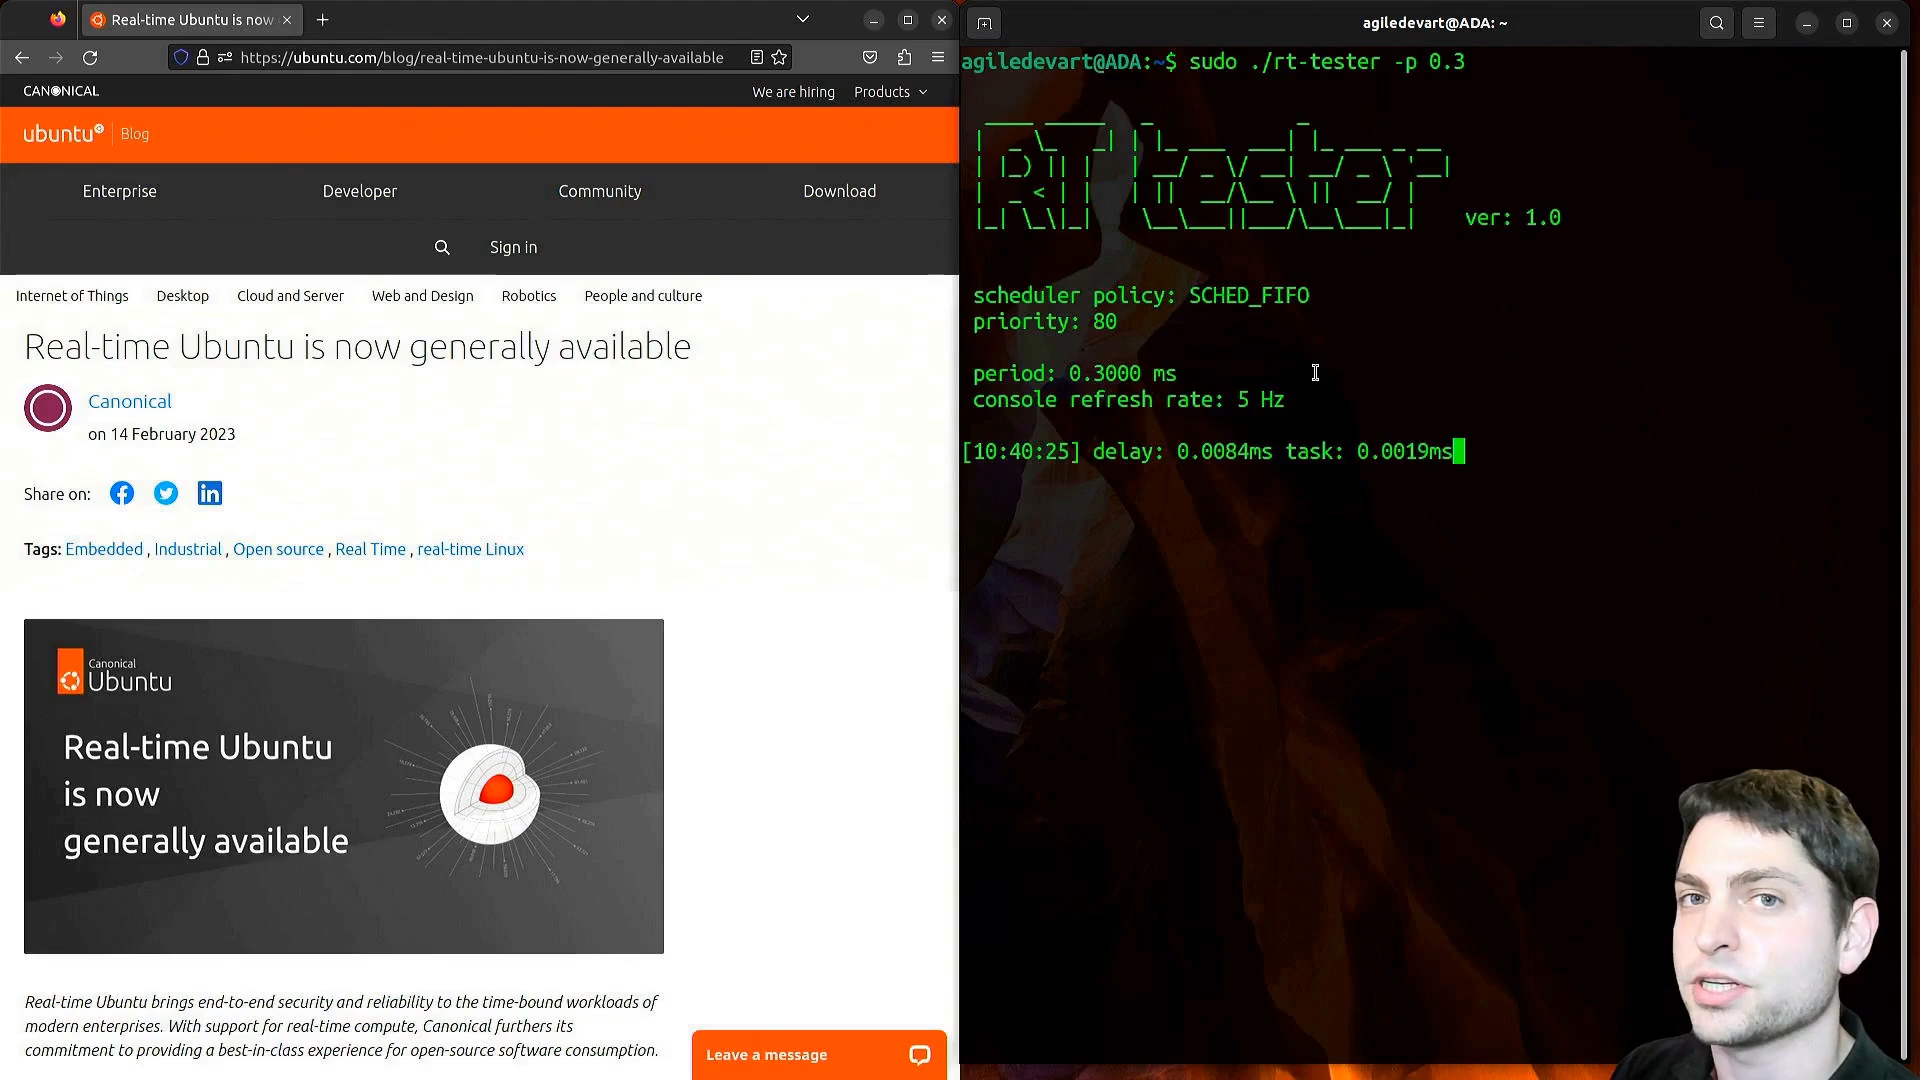 Real-time Ubuntu is now
https://ubuntu.com/blog/real-time-ubuntu-is-now-generally-available
CANONICAL
We are hiring
Products
ubuntu
Blog
Enterprise
Developer
Community
Download
Sign in
Internet of Things
Desktop
Cloud and Server
Web and Design
Robotics
People and culture
Real-time Ubuntu is now generally available
Canonical
on 14 February 2023
Share on:
Tags: Embedded , Industrial , Open source , Real Time , real-time Linux
Canonical
Ubuntu
Real-time Ubuntu
is now
generally available
Real-time Ubuntu brings end-to-end security and reliability to the time-bound workloads of
modern enterprises. With support for real-time compute, Canonical furthers its
commitment to providing a best-in-class experience for open-source software consumption.
Leave a message
agiledevart@ADA: ~
agiledevart@ADA:~$ sudo ./rt-tester -p 0.3
RT tester
ver: 1.0
scheduler policy: SCHED_FIFO
priority: 80
period: 0.3000 ms
console refresh rate: 5 Hz
[10:40:25] delay: 0.0084ms task: 0.0019ms